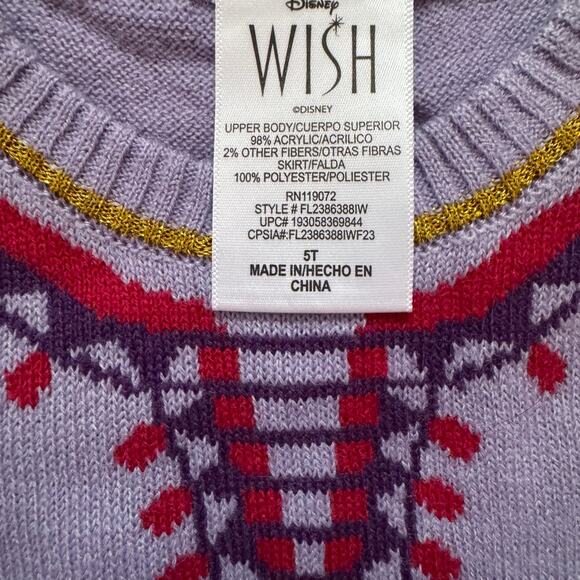 Disney
WISH
©DISNEY
UPPER BODY/CUERPO SUPERIOR
98% ACRYLIC/ACRILICO
2% OTHER FIBERS/OTRAS FIBRAS
SKIRT/FALDA
100% POLYESTER/POLIESTER
RN119072
STYLE # FL2386388IW
UPC# 193058369844
CPSIA#:FL2386388IWF23
5T
MADE IN/HECHO EN
CHINA